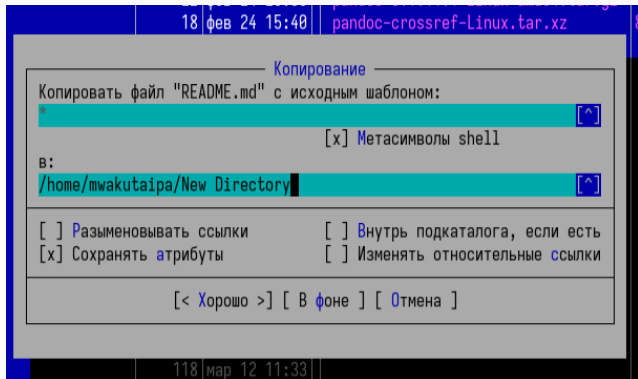 18 фев 24 15:40 pandoc-crossref-Linux.tar.xz
Копирование
Копировать файл "README.md" с исходным шаблоном:
* [^]
[x] Метасимволы shell
в:
/home/mwakutaipa/New Directory [^]
[ ] Разыменовывать ссылки [ ] Внутрь подкаталога, если есть
[x] Сохранять атрибуты [ ] Изменять относительные ссылки
[< Хорошо >] [ В фоне ] [ Отмена ]
118 мар 12 11:33